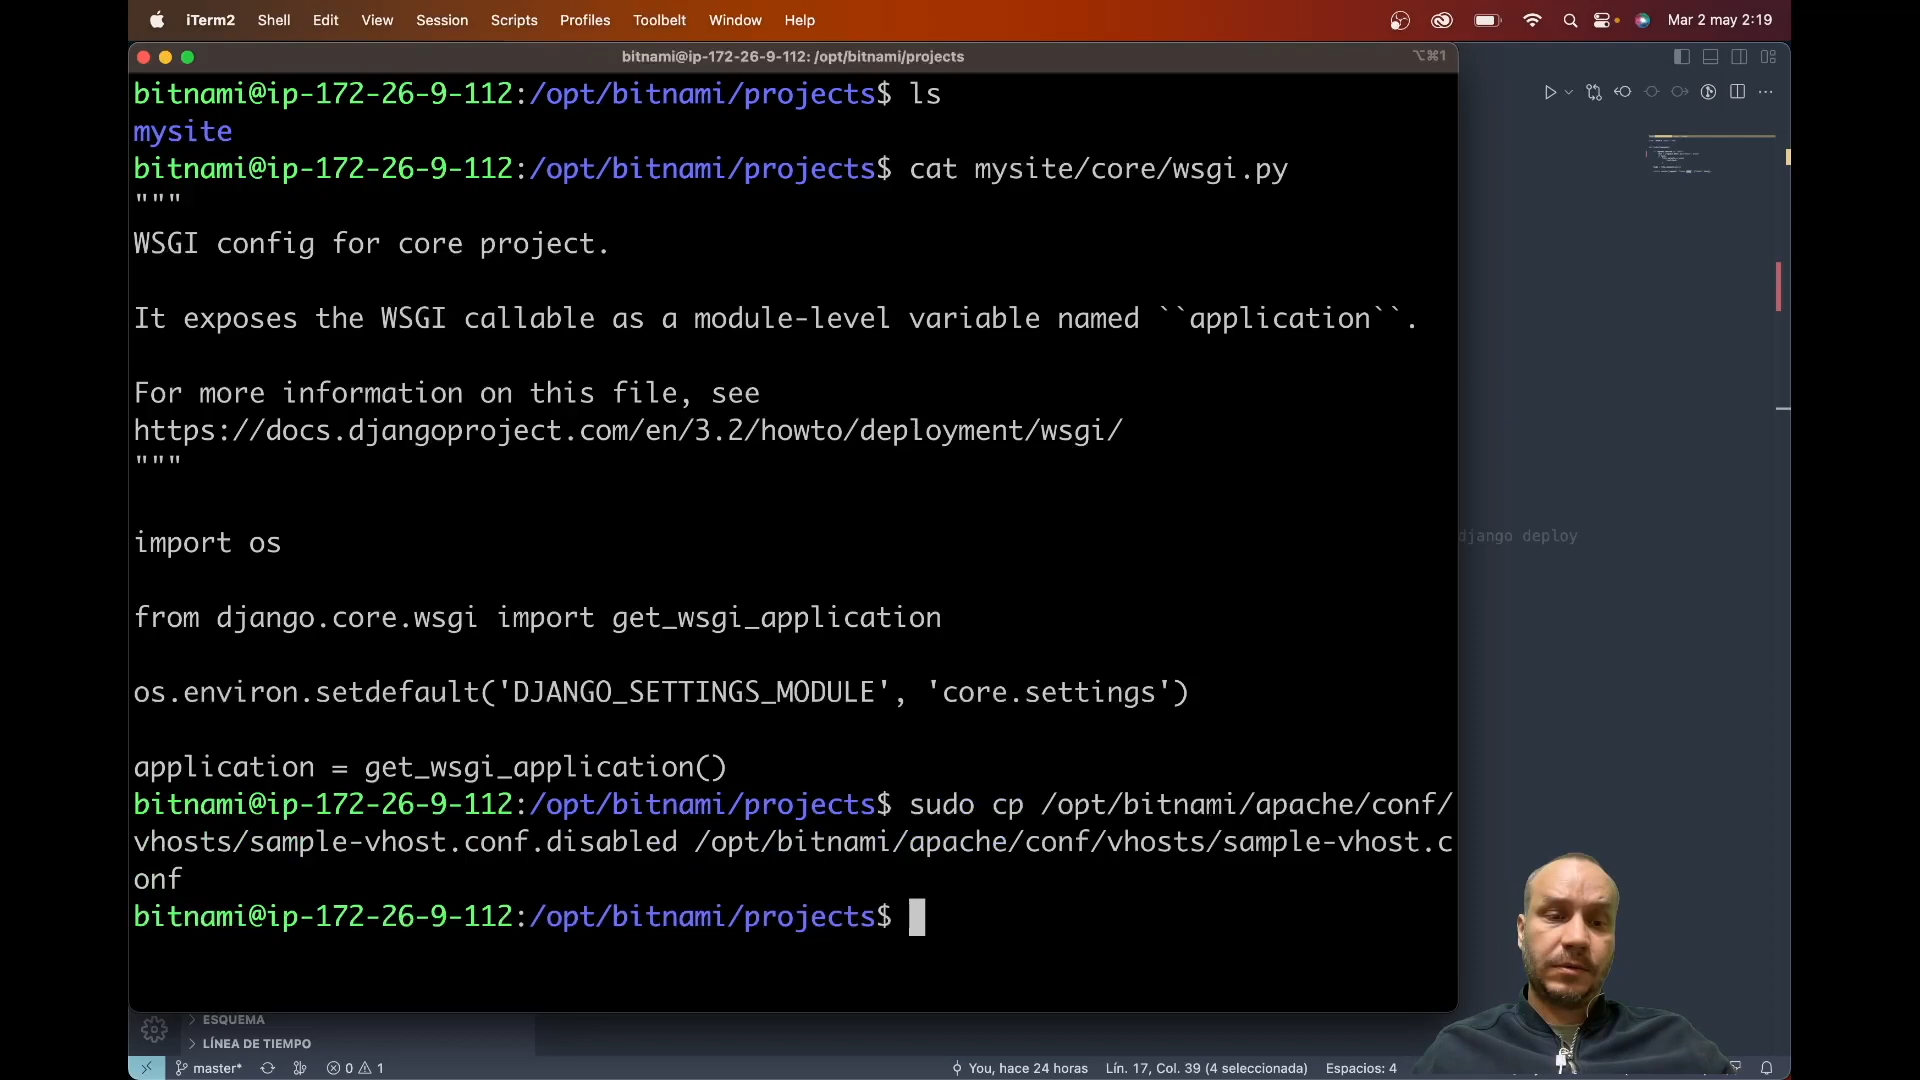 iTerm2 Shell Edit View Session Scripts Profiles Toolbelt Window Help Mar 2 may 2:19
bitnami@ip-172-26-9-112: /opt/bitnami/projects ⌥⌘1
bitnami@ip-172-26-9-112:/opt/bitnami/projects$ ls
mysite
bitnami@ip-172-26-9-112:/opt/bitnami/projects$ cat mysite/core/wsgi.py
"""
WSGI config for core project.
It exposes the WSGI callable as a module-level variable named ``application``.
For more information on this file, see
https://docs.djangoproject.com/en/3.2/howto/deployment/wsgi/
"""
import os
from django.core.wsgi import get_wsgi_application
os.environ.setdefault('DJANGO_SETTINGS_MODULE', 'core.settings')
application = get_wsgi_application()
bitnami@ip-172-26-9-112:/opt/bitnami/projects$ sudo cp /opt/bitnami/apache/conf/
vhosts/sample-vhost.conf.disabled /opt/bitnami/apache/conf/vhosts/sample-vhost.c
onf
bitnami@ip-172-26-9-112:/opt/bitnami/projects$
django deploy
ESQUEMA
LÍNEA DE TIEMPO
master* 0 1 You, hace 24 horas Lín. 17, Col. 39 (4 seleccionada) Espacios: 4